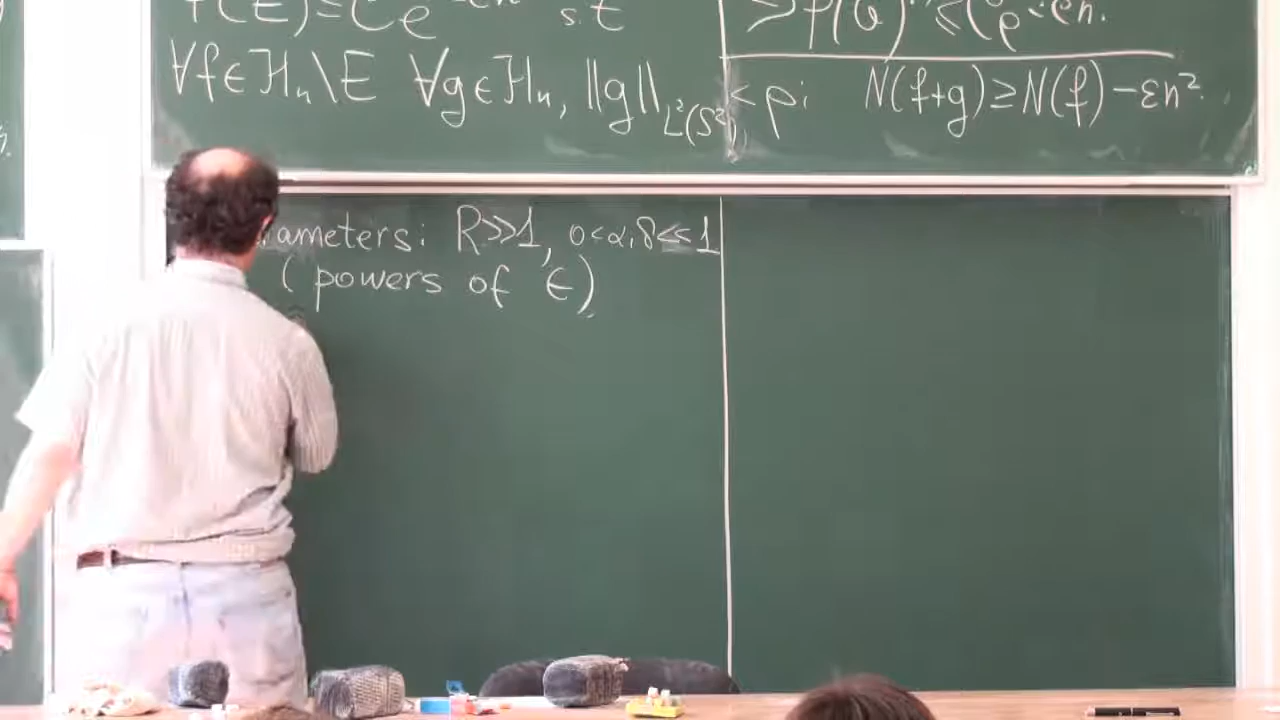 s.t
∀f∈H_n\E ∀g∈H_n, ||g||_{L²(S²)} < ρ: N(f+g)≥N(f)-εn².
ameters: R≫1, 0<α,δ≪1
(powers of ϵ)